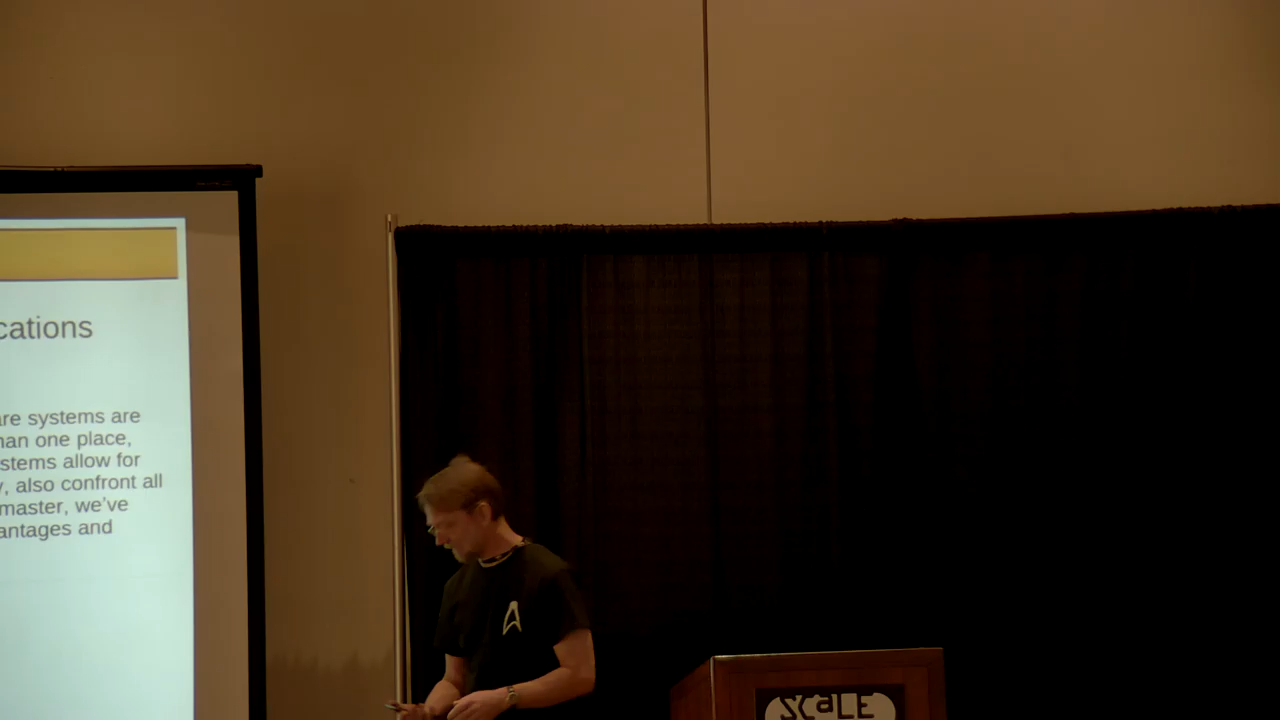 cations
are systems are
han one place,
stems allow for
, also confront all
master, we've
antages and
SCaLE